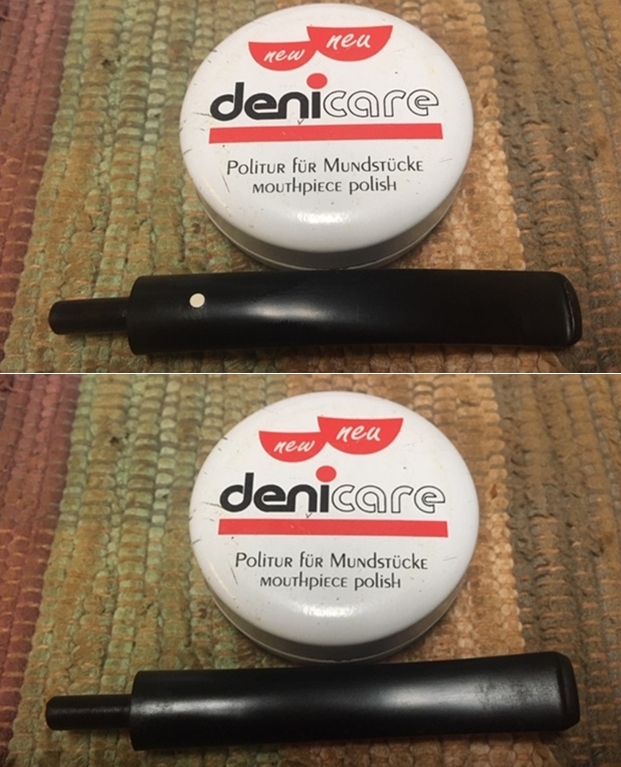 new neu
denicare
Politur für Mundstücke
mouthpiece polish
new neu
denicare
Politur für Mundstücke
mouthpiece polish